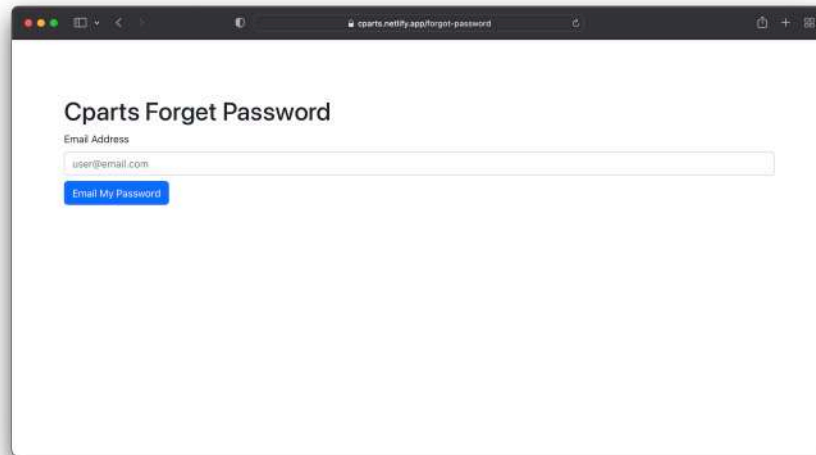 cparts.netlify.app/forgot-password
Cparts Forget Password
Email Address
user@email.com
Email My Password